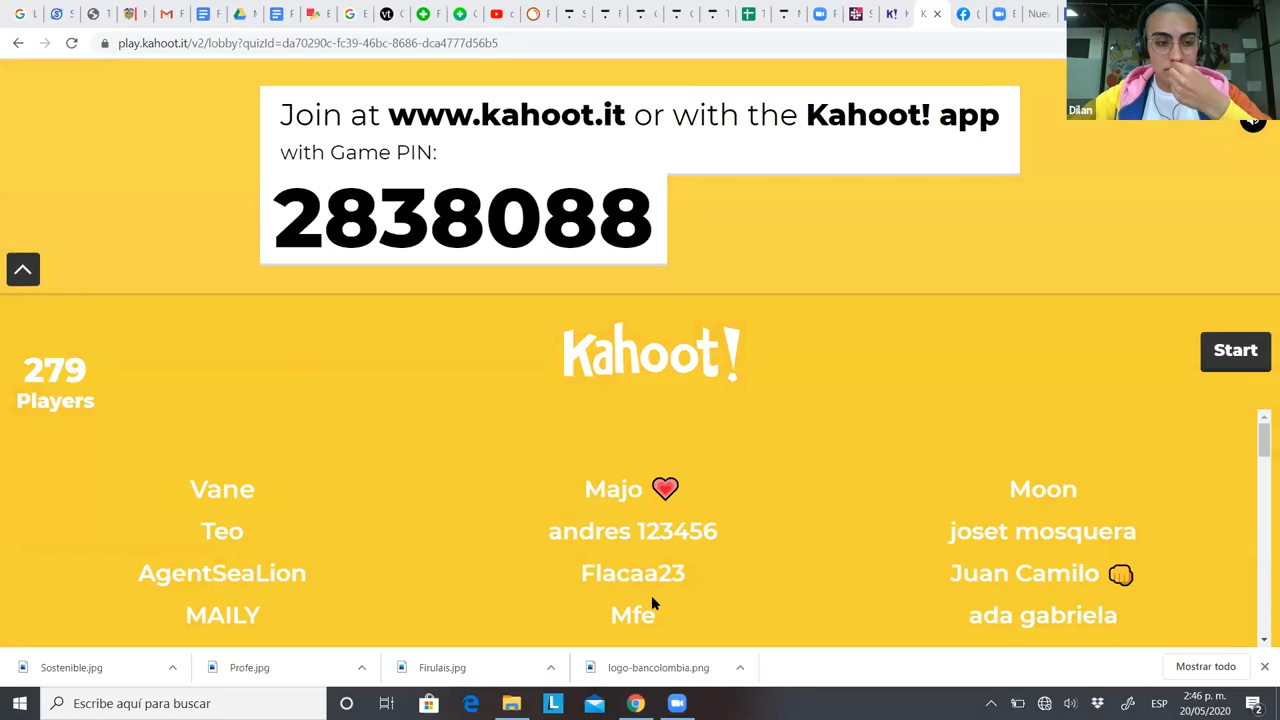 play.kahoot.it/v2/lobby?quizId=da70290c-fc39-46bc-8686-dca4777d56b5
Dilan
Join at www.kahoot.it or with the Kahoot! app
with Game PIN:
2838088
Kahoot!
279
Players
Start
Vane
Majo
Moon
Teo
andres 123456
joset mosquera
AgentSeaLion
Flacaa23
Juan Camilo
MAILY
Mfe
ada gabriela
Sostenible.jpg
Profe.jpg
Firulais.jpg
logo-bancolombia.png
Mostrar todo
Escribe aquí para buscar
ESP
2:46 p. m.
20/05/2020